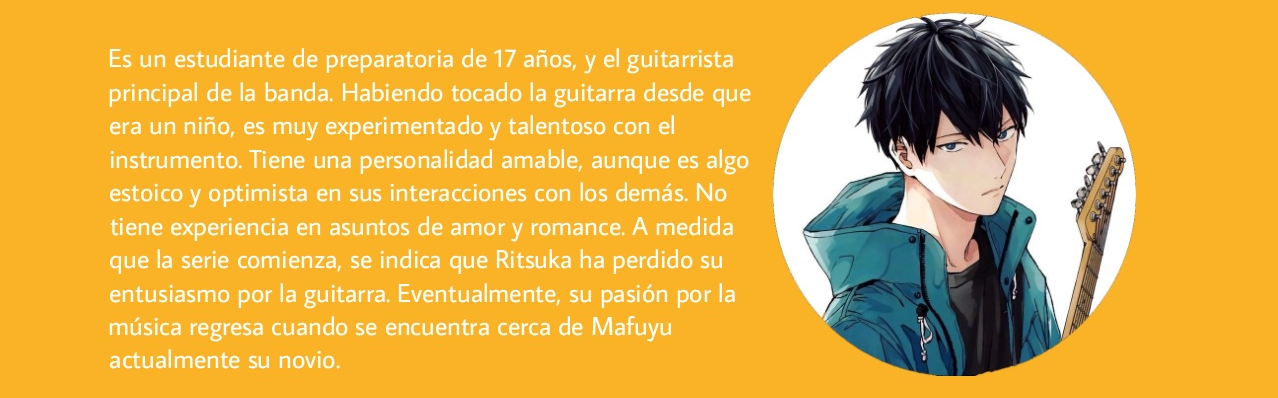 Es un estudiante de preparatoria de 17 años, y el guitarrista
principal de la banda. Habiendo tocado la guitarra desde que
era un niño, es muy experimentado y talentoso con el
instrumento. Tiene una personalidad amable, aunque es algo
estoico y optimista en sus interacciones con los demás. No
tiene experiencia en asuntos de amor y romance. A medida
que la serie comienza, se indica que Ritsuka ha perdido su
entusiasmo por la guitarra. Eventualmente, su pasión por la
música regresa cuando se encuentra cerca de Mafuyu
actualmente su novio.